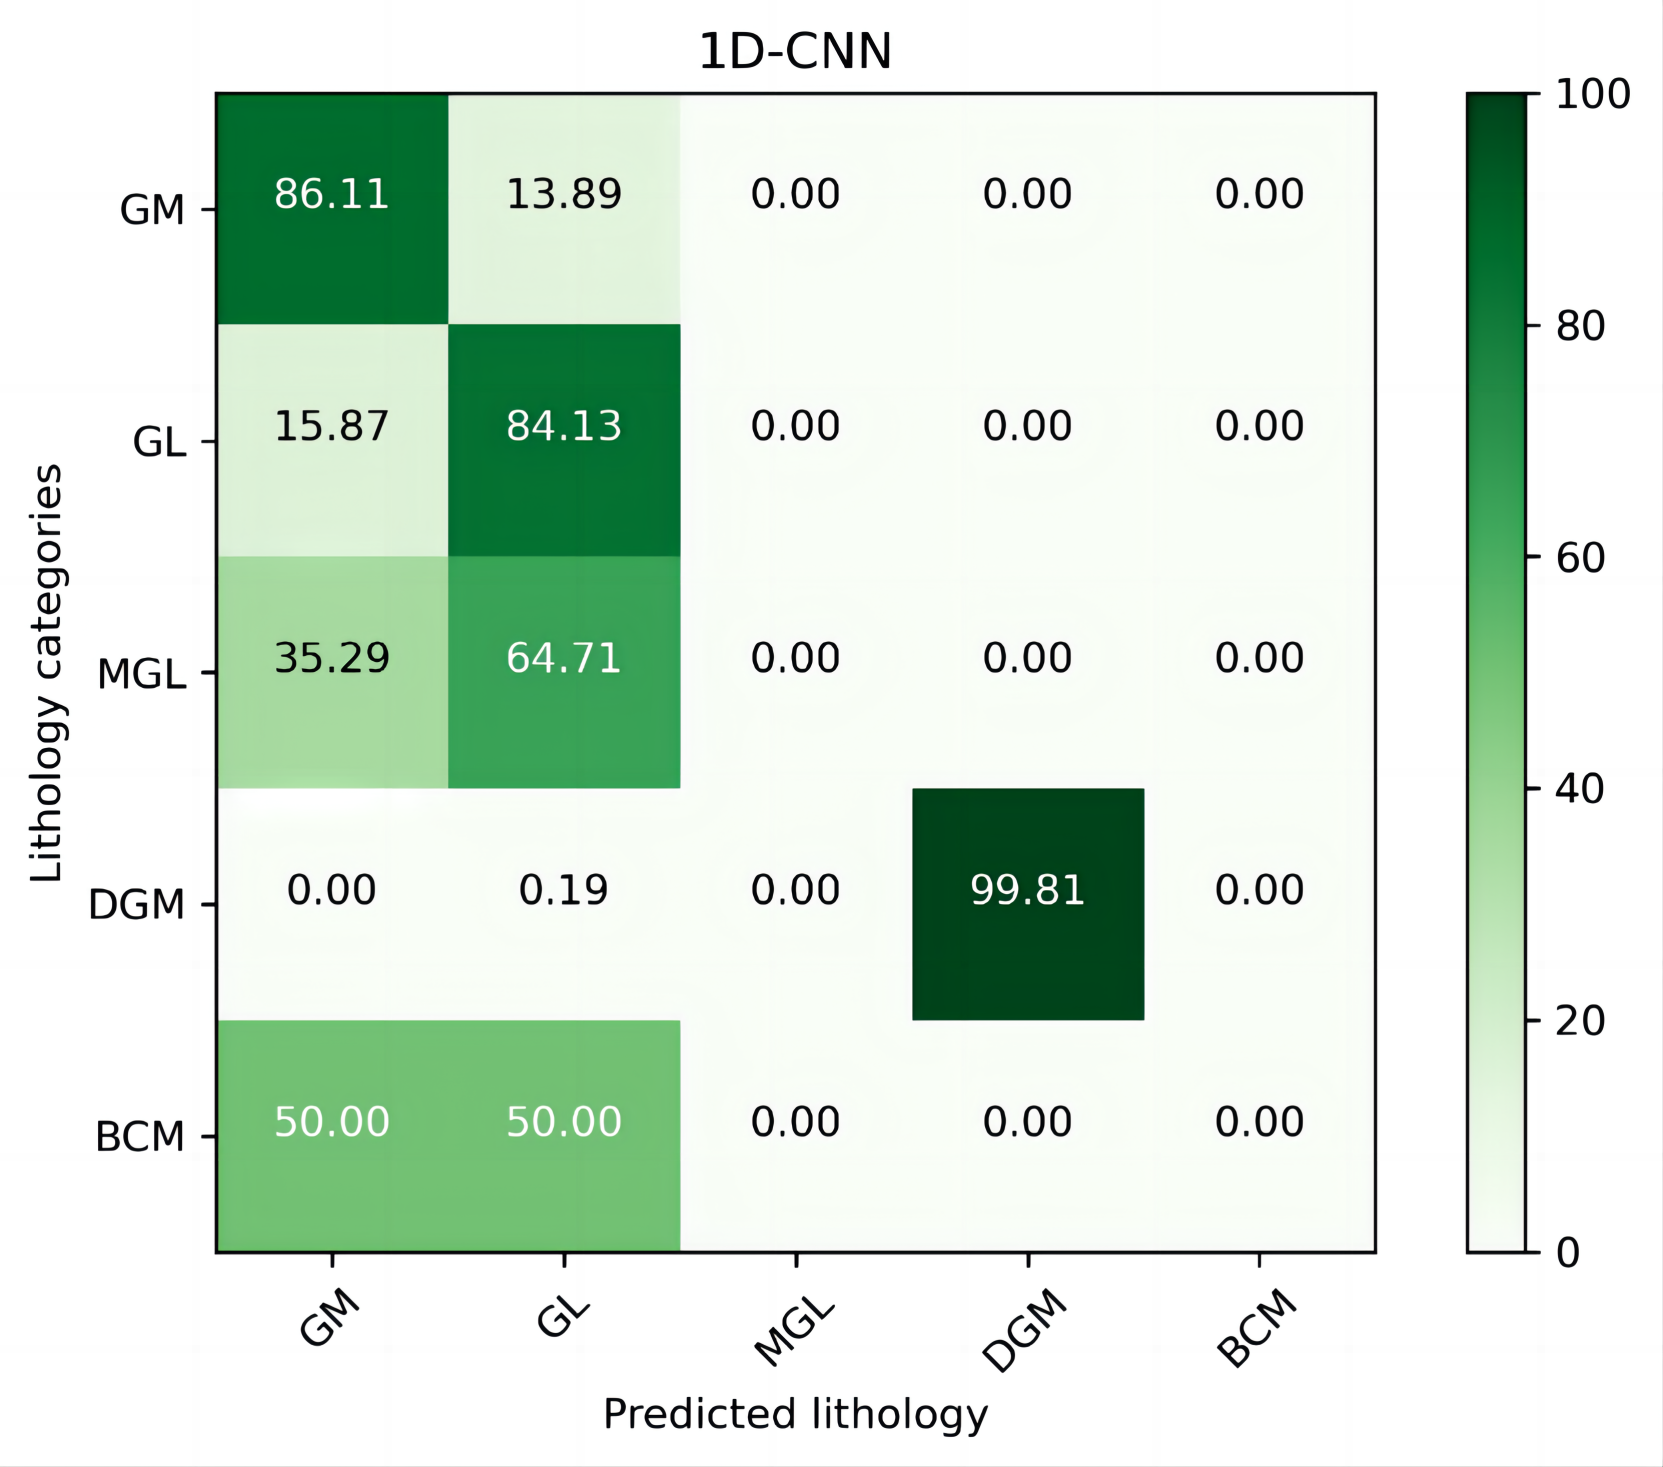 1D-CNN
GM 86.11 13.89 0.00 0.00 0.00
GL 15.87 84.13 0.00 0.00 0.00
MGL 35.29 64.71 0.00 0.00 0.00
DGM 0.00 0.19 0.00 99.81 0.00
BCM 50.00 50.00 0.00 0.00 0.00
Lithology categories
GM GL MGL DGM BCM
Predicted lithology
100
80
60
40
20
0